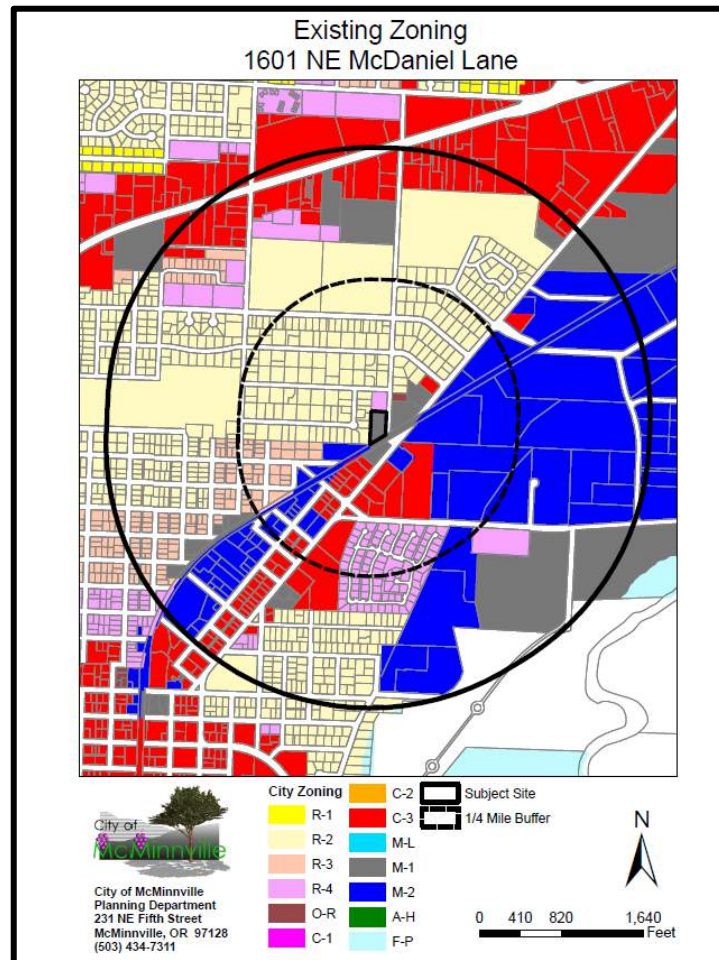 Existing Zoning
1601 NE McDaniel Lane
City of
McMinnville
City of McMinnville
Planning Department
231 NE Fifth Street
McMinnville, OR 97128
(503) 434-7311
City Zoning
R-1
R-2
R-3
R-4
O-R
C-1
C-2
C-3
M-L
M-1
M-2
A-H
F-P
Subject Site
1/4 Mile Buffer
N
0 410 820 1,640
Feet